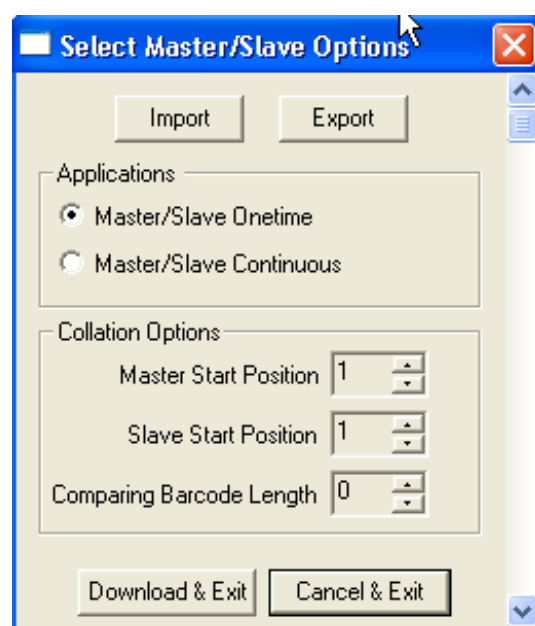 Select Master/Slave Options
Import Export
Applications
Master/Slave Onetime
Master/Slave Continuous
Collation Options
Master Start Position 1
Slave Start Position 1
Comparing Barcode Length 0
Download & Exit Cancel & Exit